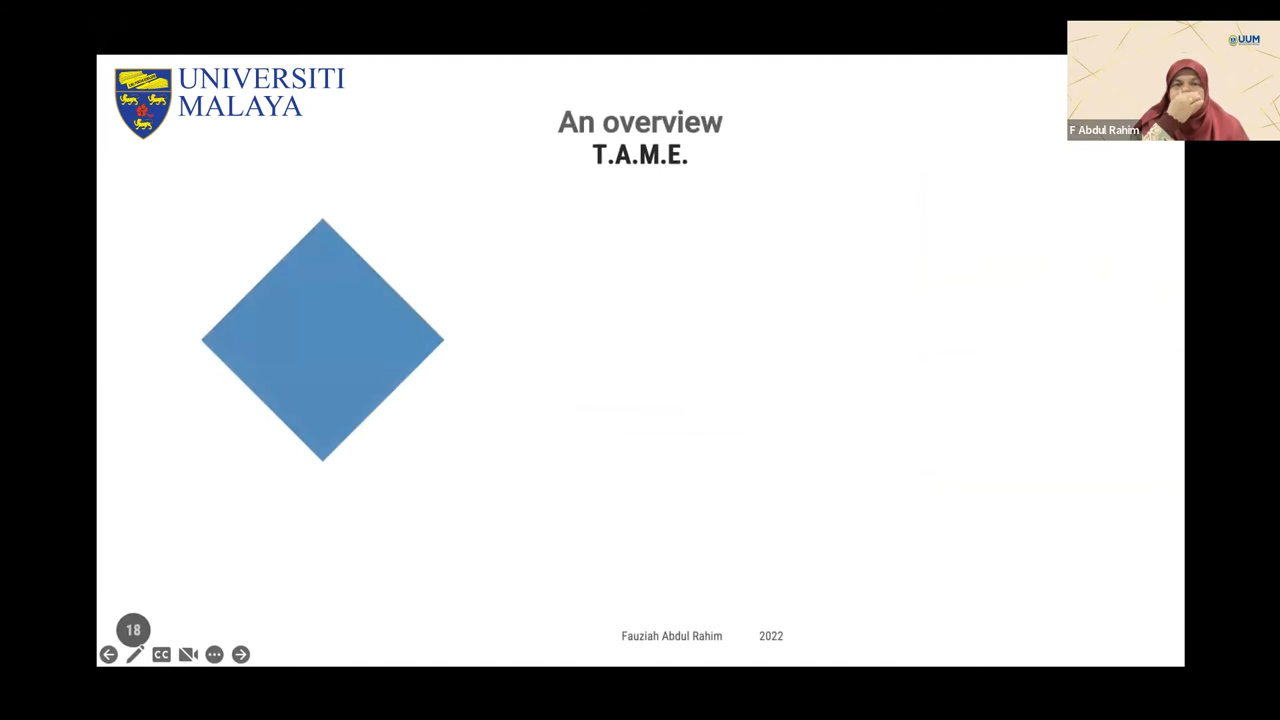 UNIVERSITI
MALAYA
UUM
An overview
T.A.M.E.
F Abdul Rahim
18
CC
Fauziah Abdul Rahim 2022